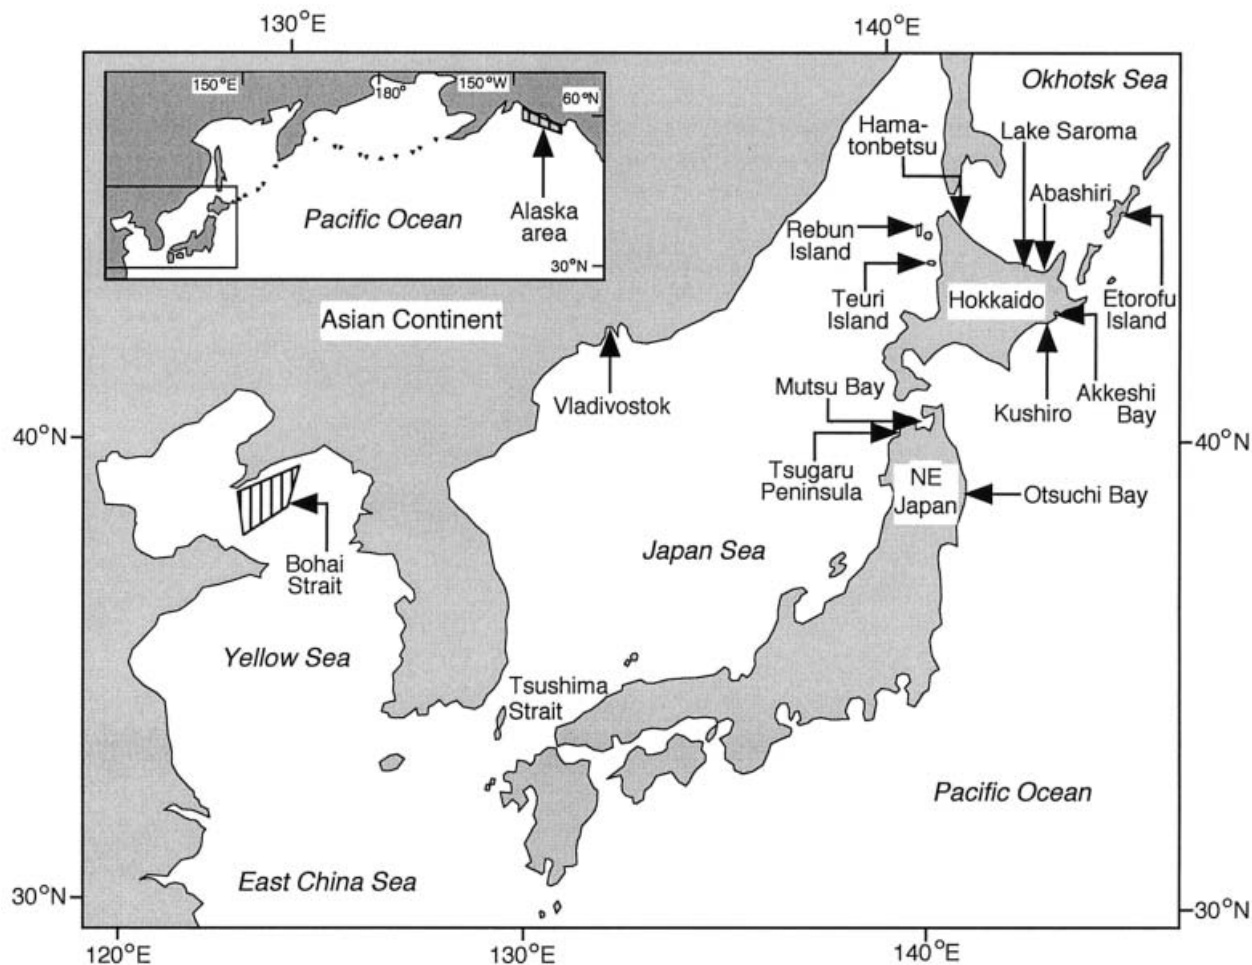 130°E
140°E
150°E
180°
150°W
60°N
Pacific Ocean
Alaska
area
30°N
Okhotsk Sea
Hama-
tonbetsu
Lake Saroma
Abashiri
Rebun
Island
Teuri
Island
Hokkaido
Etorofu
Island
Asian Continent
Vladivostok
Mutsu Bay
Kushiro
Akkeshi
Bay
40°N
40°N
Tsugaru
Peninsula
NE
Japan
Otsuchi Bay
Bohai
Strait
Japan Sea
Yellow Sea
Tsushima
Strait
Pacific Ocean
East China Sea
30°N
30°N
120°E
130°E
140°E